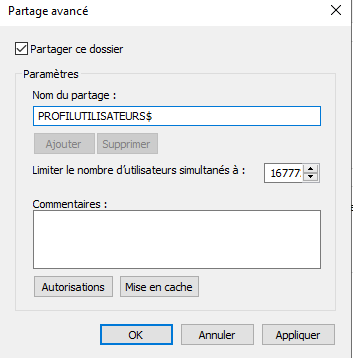 Partage avancé
Partager ce dossier
Paramètres
Nom du partage :
PROFILUTILISATEURS$
Ajouter Supprimer
Limiter le nombre d'utilisateurs simultanés à : 16777
Commentaires :
Autorisations Mise en cache
OK Annuler Appliquer